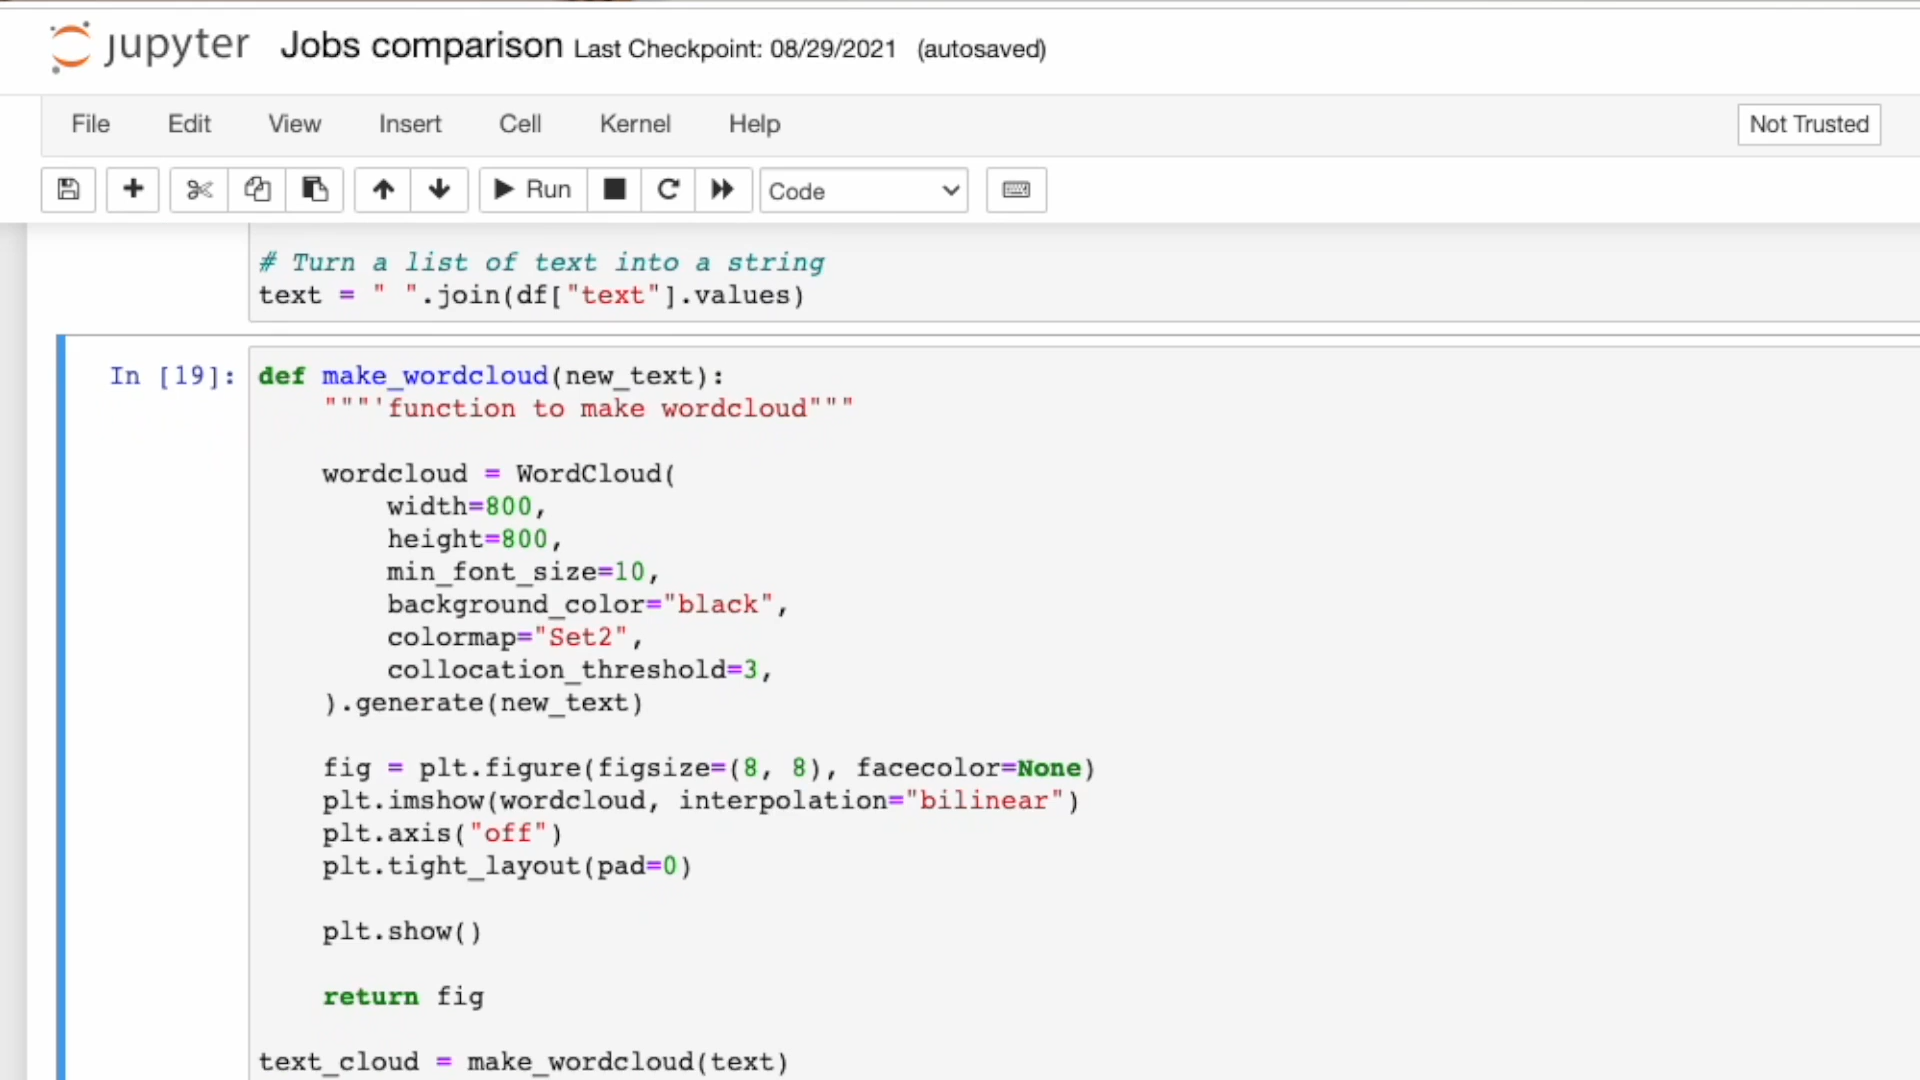 jupyter Jobs comparison Last Checkpoint: 08/29/2021 (autosaved)
File Edit View Insert Cell Kernel Help Not Trusted
Run Code
# Turn a list of text into a string
text = " ".join(df["text"].values)
In [19]: def make_wordcloud(new_text):
    """'function to make wordcloud"""
    wordcloud = WordCloud(
        width=800,
        height=800,
        min_font_size=10,
        background_color="black",
        colormap="Set2",
        collocation_threshold=3,
    ).generate(new_text)
    fig = plt.figure(figsize=(8, 8), facecolor=None)
    plt.imshow(wordcloud, interpolation="bilinear")
    plt.axis("off")
    plt.tight_layout(pad=0)
    plt.show()
    return fig
text_cloud = make_wordcloud(text)